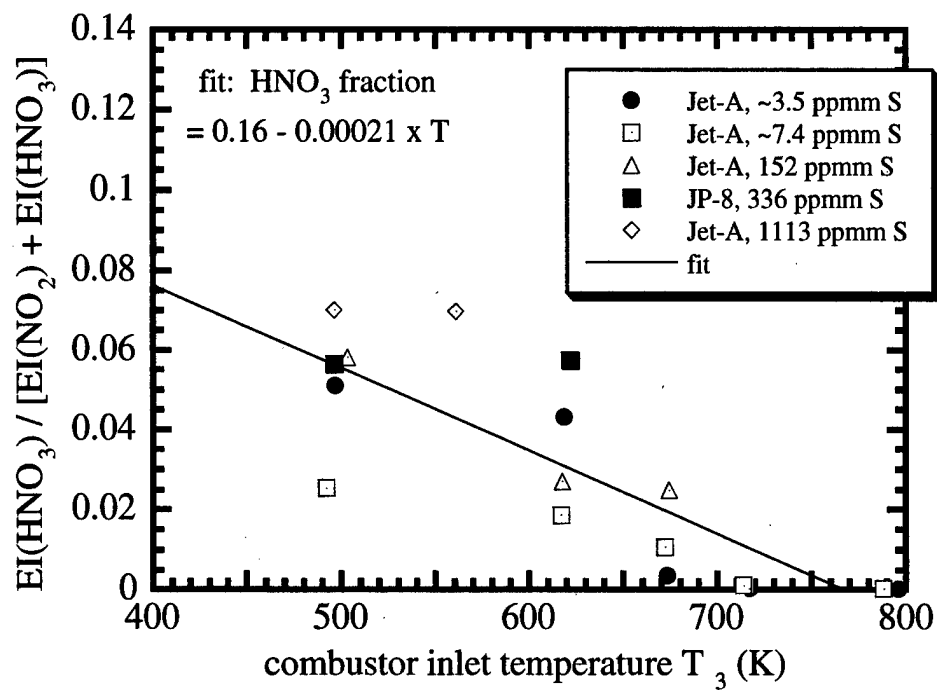 EI(HNO₃) / [EI(NO₂) + EI(HNO₃)]
0.14
0.12
0.1
0.08
0.06
0.04
0.02
0
fit: HNO₃ fraction
= 0.16 - 0.00021 x T
Jet-A, ~3.5 ppmm S
Jet-A, ~7.4 ppmm S
Jet-A, 152 ppmm S
JP-8, 336 ppmm S
Jet-A, 1113 ppmm S
fit
400 500 600 700 800
combustor inlet temperature T ₃ (K)